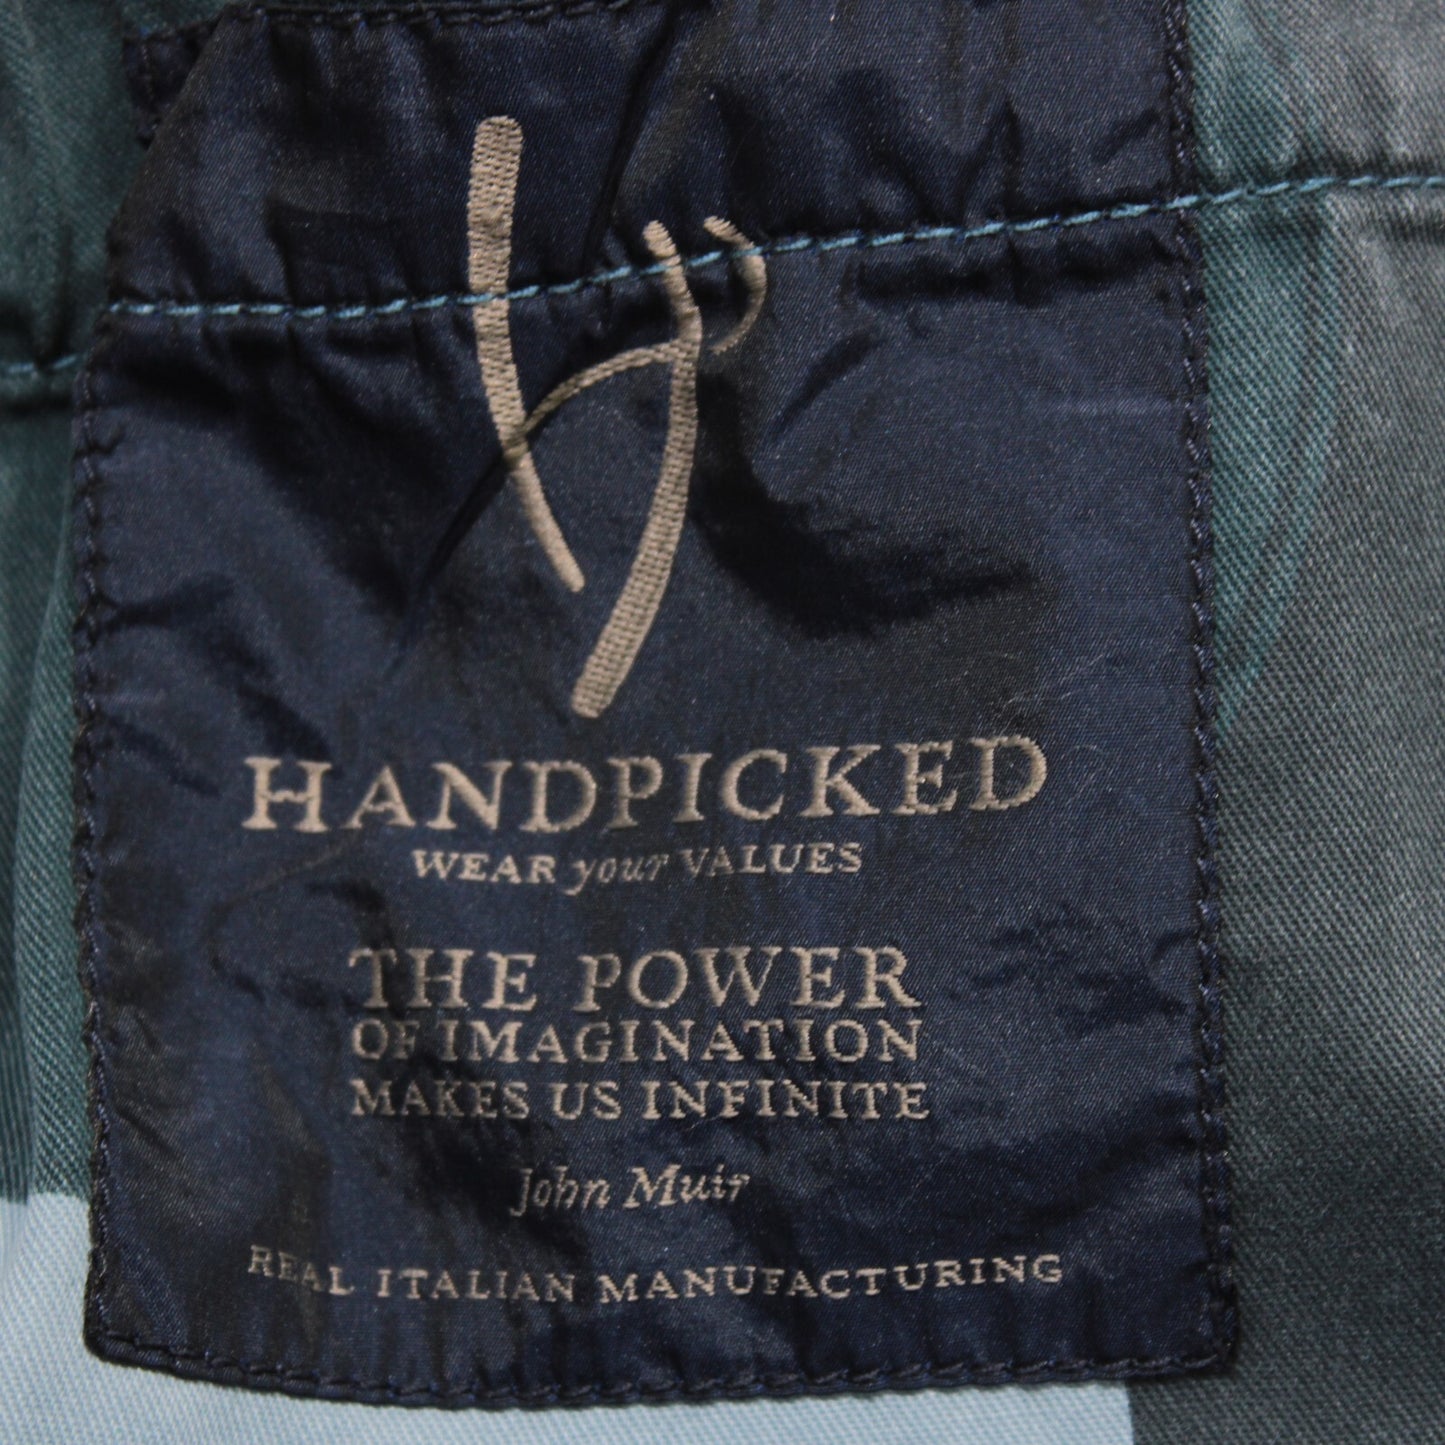 HANDPICKED
WEAR your VALUES
THE POWER
OF IMAGINATION
MAKES US INFINITE
John Muir
REAL ITALIAN MANUFACTURING